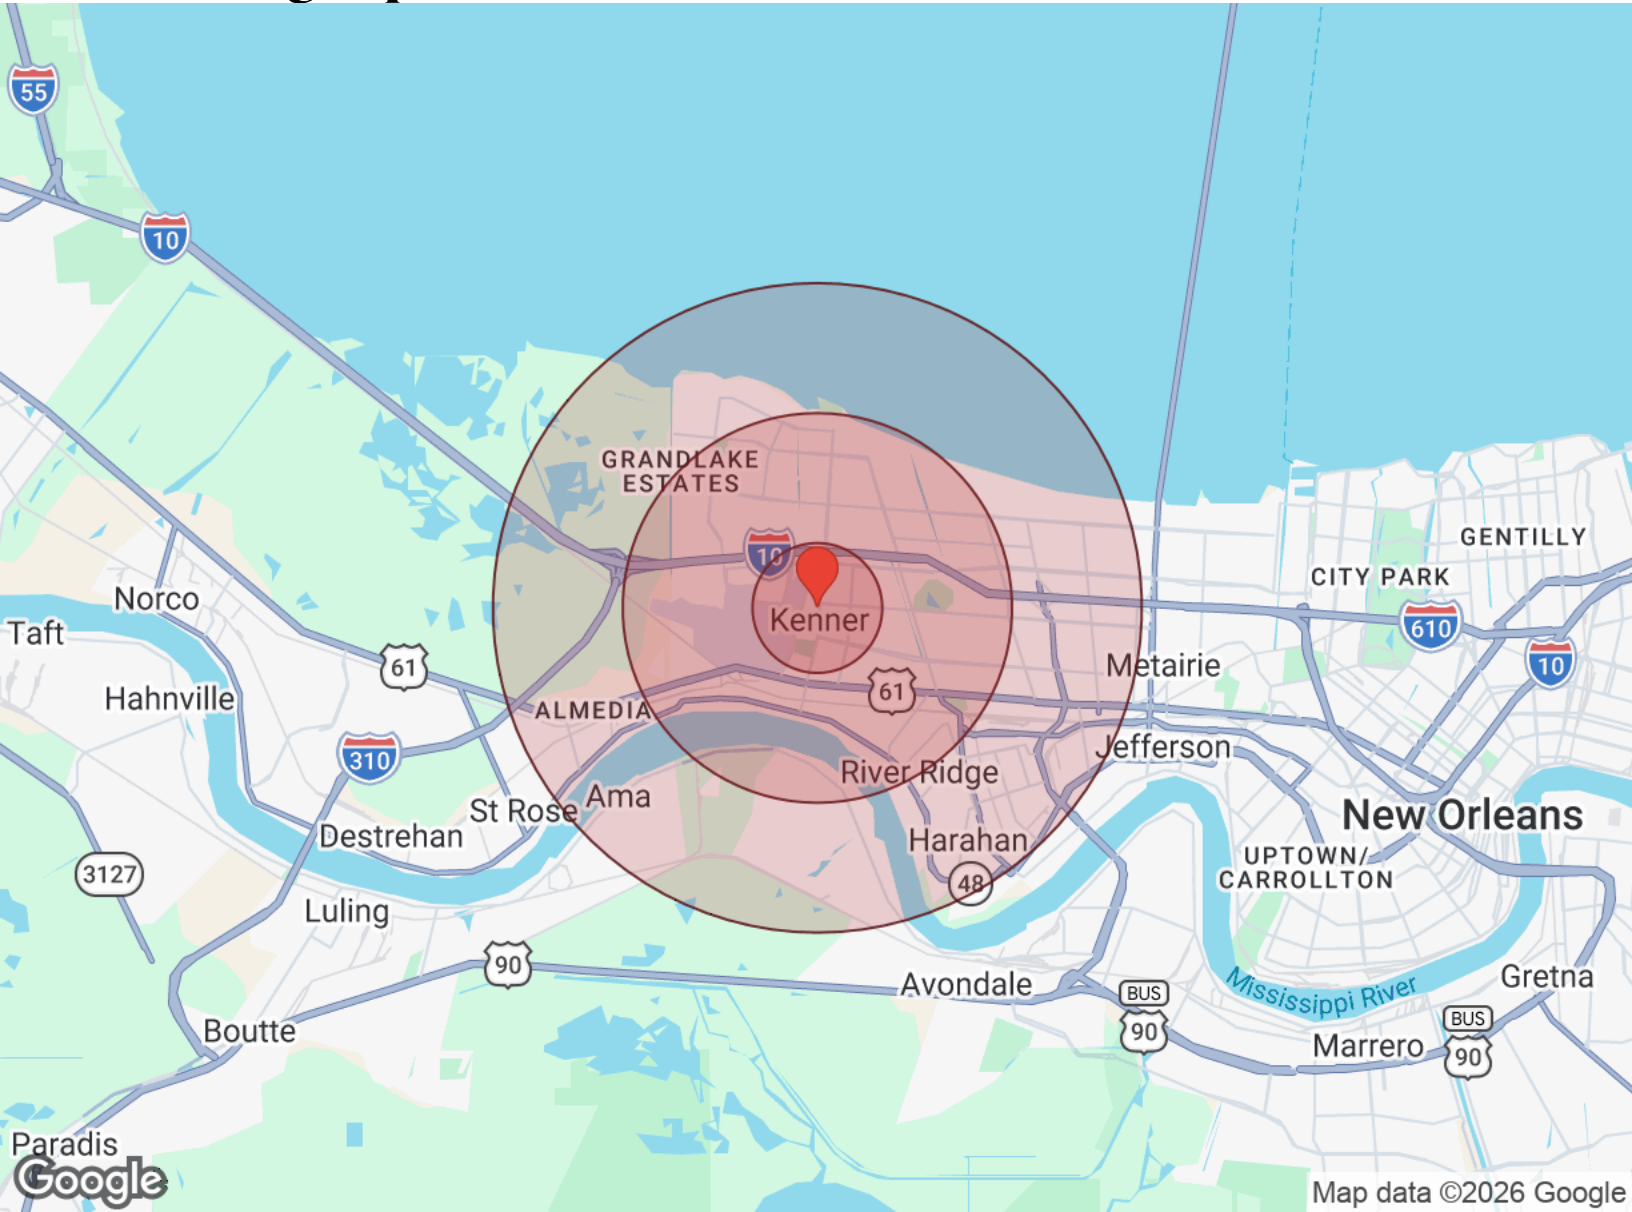 55
10
GRANDLAKE
ESTATES
10
GENTILLY
CITY PARK
Norco
Kenner
610
Taft
61
Metairie
10
Hahnville
61
ALMEDIA
310
Jefferson
River Ridge
Ama
St Rose
New Orleans
Destrehan
Harahan
UPTOWN/
CARROLLTON
3127
48
Luling
90
Avondale
Gretna
Mississippi River
BUS
90
BUS
90
Boutte
Marrero
Paradis
Google
Map data ©2026 Google